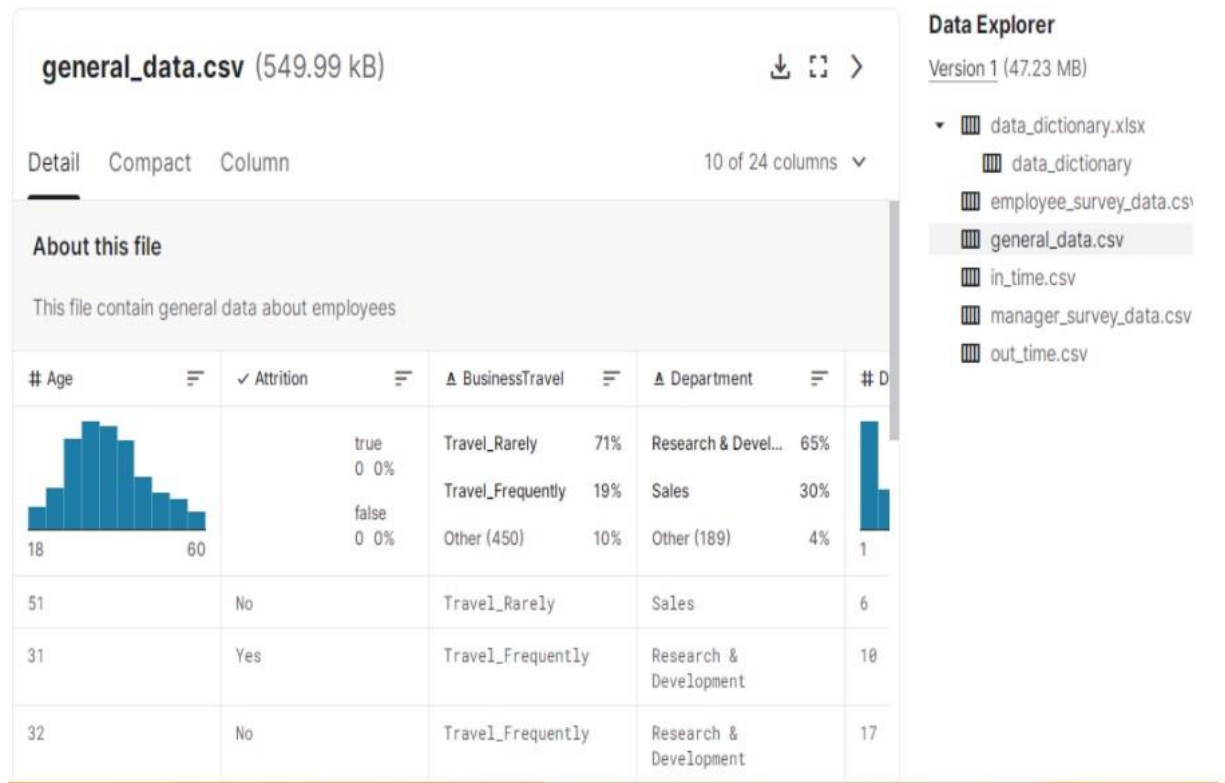 general_data.csv (549.99 kB)
Detail Compact Column 10 of 24 columns
About this file
This file contain general data about employees
# Age Attrition A BusinessTravel A Department # D
18 60
true
0 0%
false
0 0%
Travel_Rarely 71%
Travel_Frequently 19%
Other (450) 10%
Research & Devel... 65%
Sales 30%
Other (189) 4%
1
51 No Travel_Rarely Sales 6
31 Yes Travel_Frequently Research & 10
Development
32 No Travel_Frequently Research & 17
Development
Data Explorer
Version 1 (47.23 MB)
data_dictionary.xlsx
data_dictionary
employee_survey_data.csv
general_data.csv
in_time.csv
manager_survey_data.csv
out_time.csv